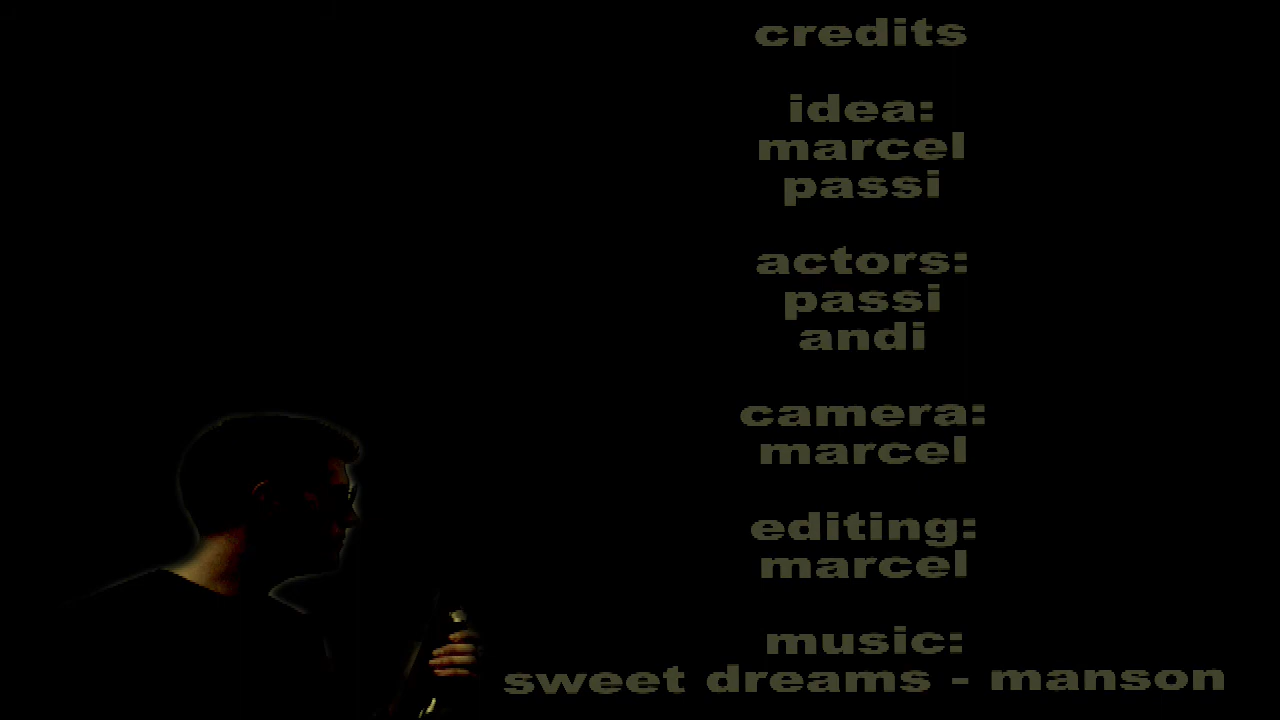 credits
idea:
marcel
passi
actors:
passi
andi
camera:
marcel
editing:
marcel
music:
sweet dreams - manson